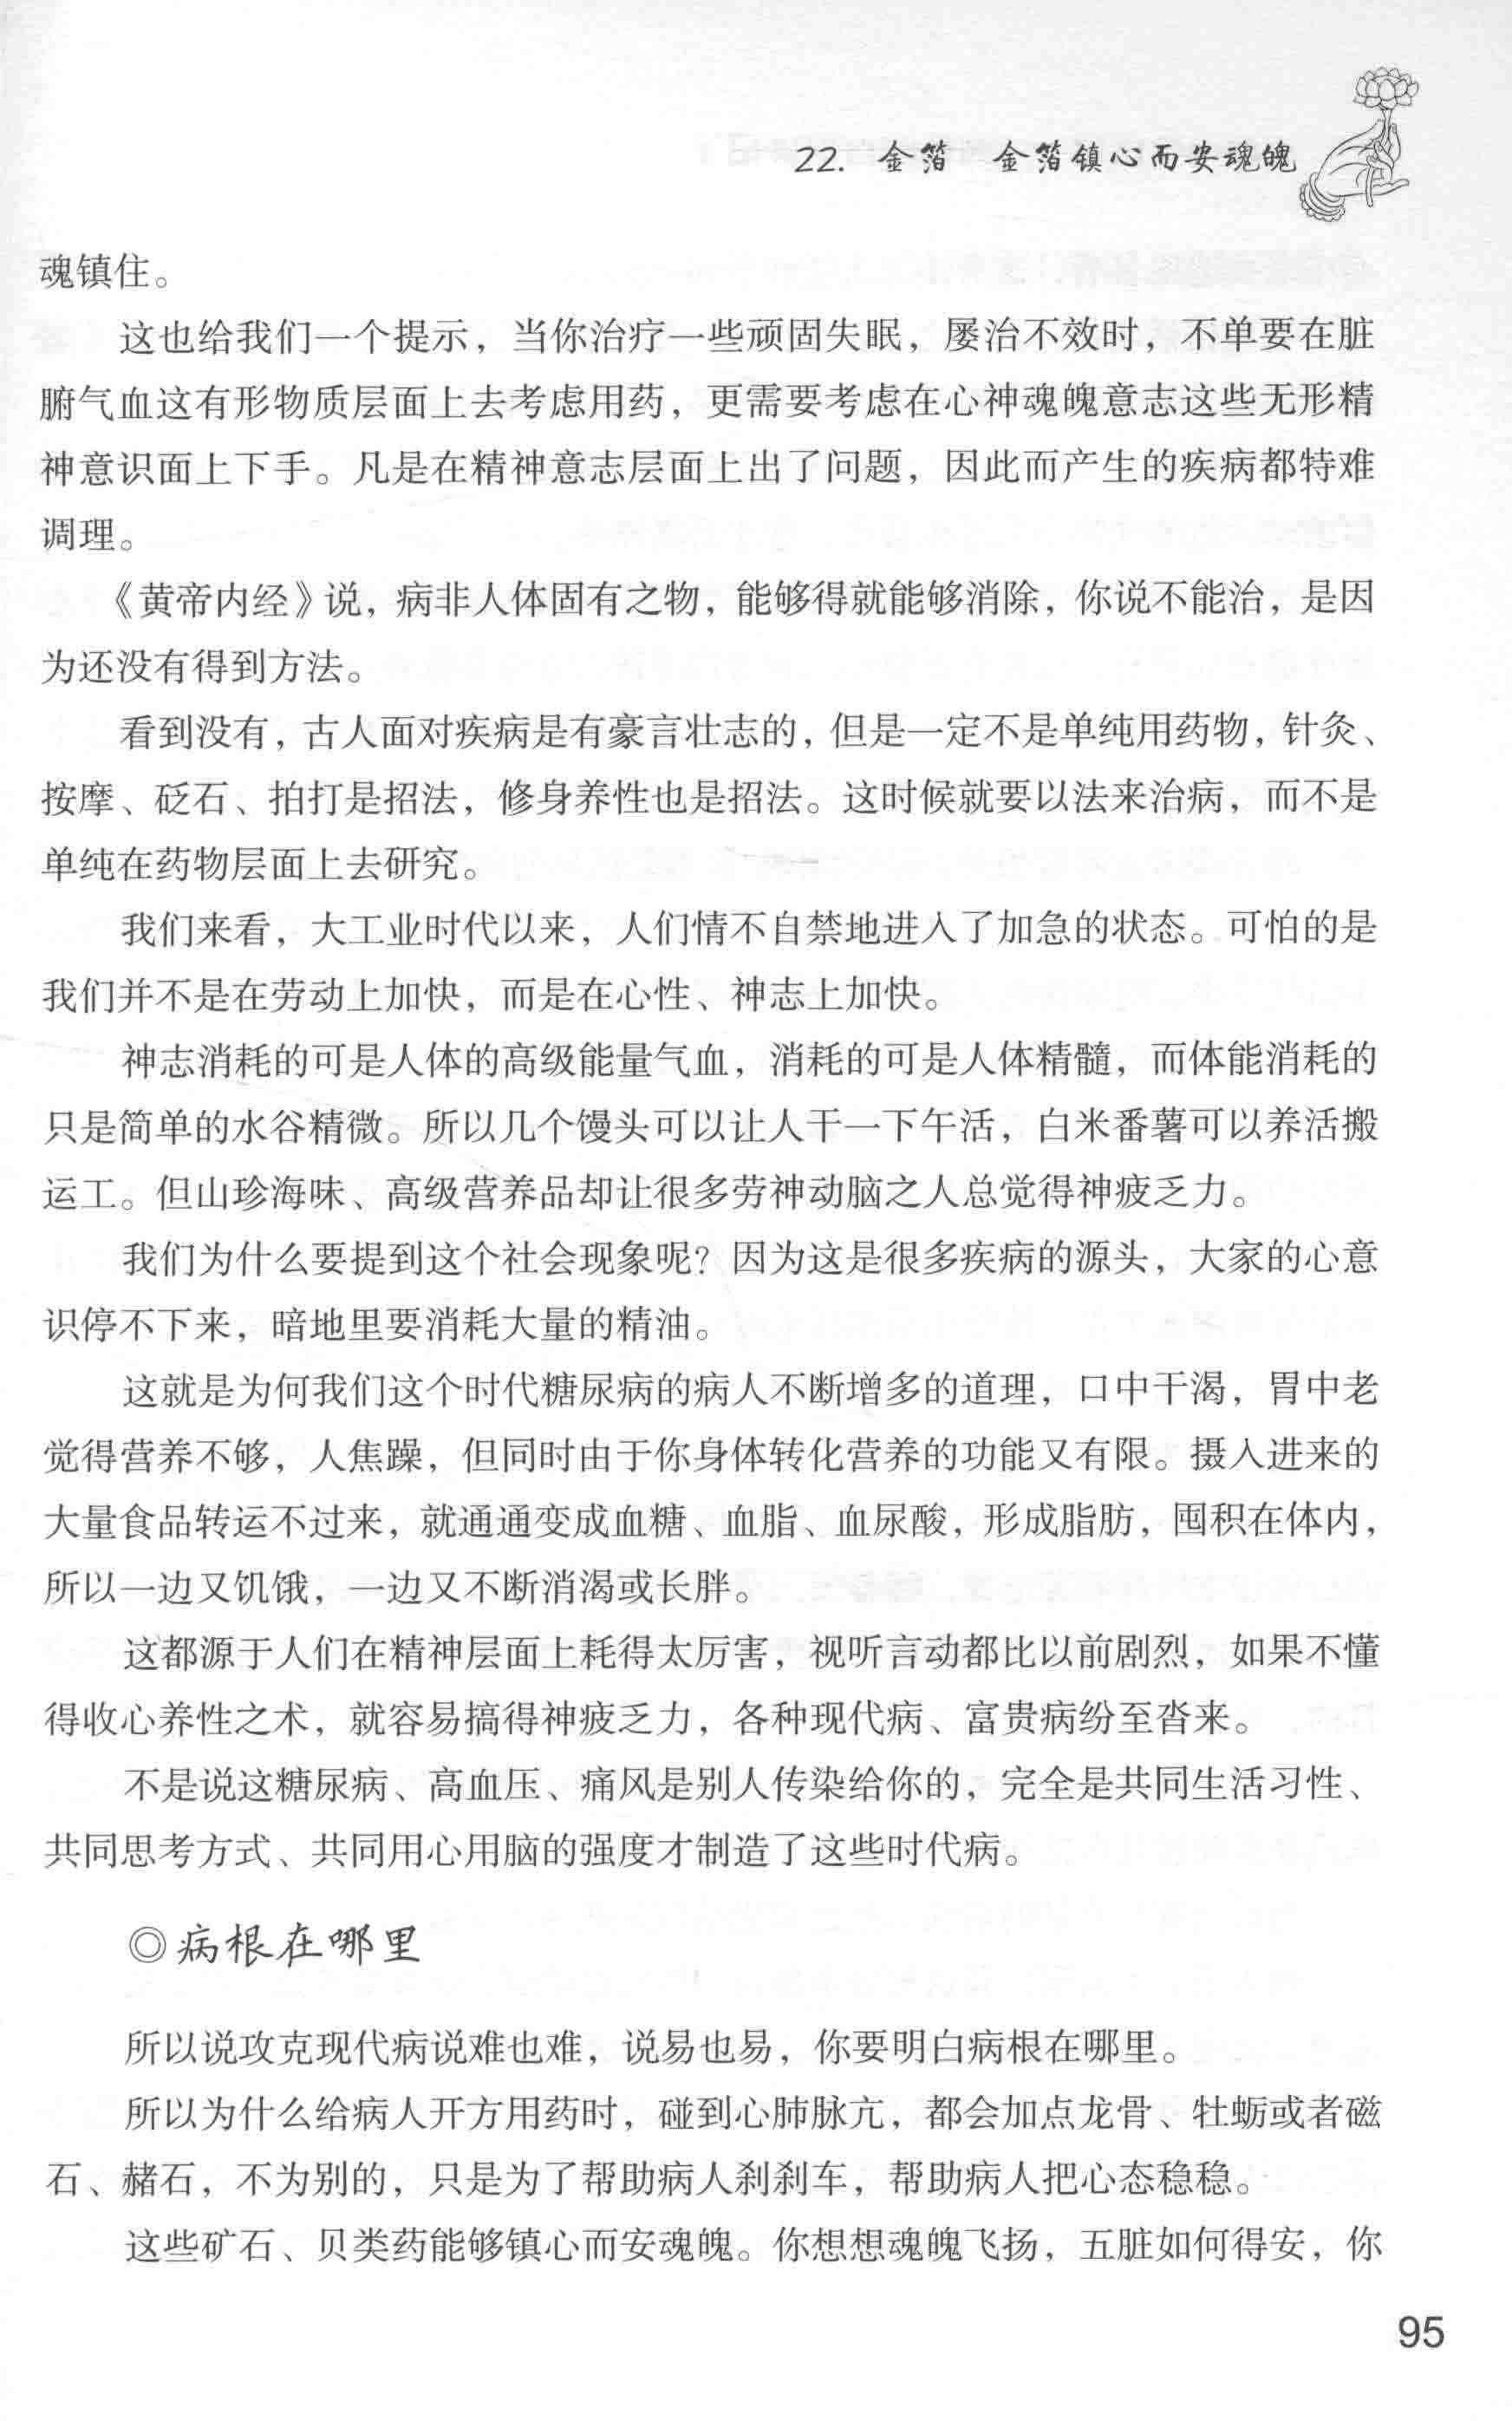 22. 金箔　金箔镇心而安魂魄
魂镇住。
这也给我们一个提示，当你治疗一些顽固失眠，屡治不效时，不单要在脏
腑气血这有形物质层面上去考虑用药，更需要考虑在心神魂魄意志这些无形精
神意识面上下手。凡是在精神意志层面上出了问题，因此而产生的疾病都特难
调理。
《黄帝内经》说，病非人体固有之物，能够得就能够消除，你说不能治，是因
为还没有得到方法。
看到没有，古人面对疾病是有豪言壮志的，但是一定不是单纯用药物，针灸、
按摩、砭石、拍打是招法，修身养性也是招法。这时候就要以法来治病，而不是
单纯在药物层面上去研究。
我们来看，大工业时代以来，人们情不自禁地进入了加急的状态。可怕的是
我们并不是在劳动上加快，而是在心性、神志上加快。
神志消耗的可是人体的高级能量气血，消耗的可是人体精髓，而体能消耗的
只是简单的水谷精微。所以几个馒头可以让人干一下午活，白米番薯可以养活搬
运工。但山珍海味、高级营养品却让很多劳神动脑之人总觉得神疲乏力。
我们为什么要提到这个社会现象呢？因为这是很多疾病的源头，大家的心意
识停不下来，暗地里要消耗大量的精油。
这就是为何我们这个时代糖尿病的病人不断增多的道理，口中干渴，胃中老
觉得营养不够，人焦躁，但同时由于你身体转化营养的功能又有限。摄入进来的
大量食品转运不过来，就通通变成血糖、血脂、血尿酸，形成脂肪，囤积在体内，
所以一边又饥饿，一边又不断消渴或长胖。
这都源于人们在精神层面上耗得太厉害，视听言动都比以前剧烈，如果不懂
得收心养性之术，就容易搞得神疲乏力，各种现代病、富贵病纷至沓来。
不是说这糖尿病、高血压、痛风是别人传染给你的，完全是共同生活习性、
共同思考方式、共同用心用脑的强度才制造了这些时代病。
◎病根在哪里
所以说攻克现代病说难也难，说易也易，你要明白病根在哪里。
所以为什么给病人开方用药时，碰到心肺脉亢，都会加点龙骨、牡蛎或者磁
石、赭石，不为别的，只是为了帮助病人刹刹车，帮助病人把心态稳稳。
这些矿石、贝类药能够镇心而安魂魄。你想想魂魄飞扬，五脏如何得安，你
95